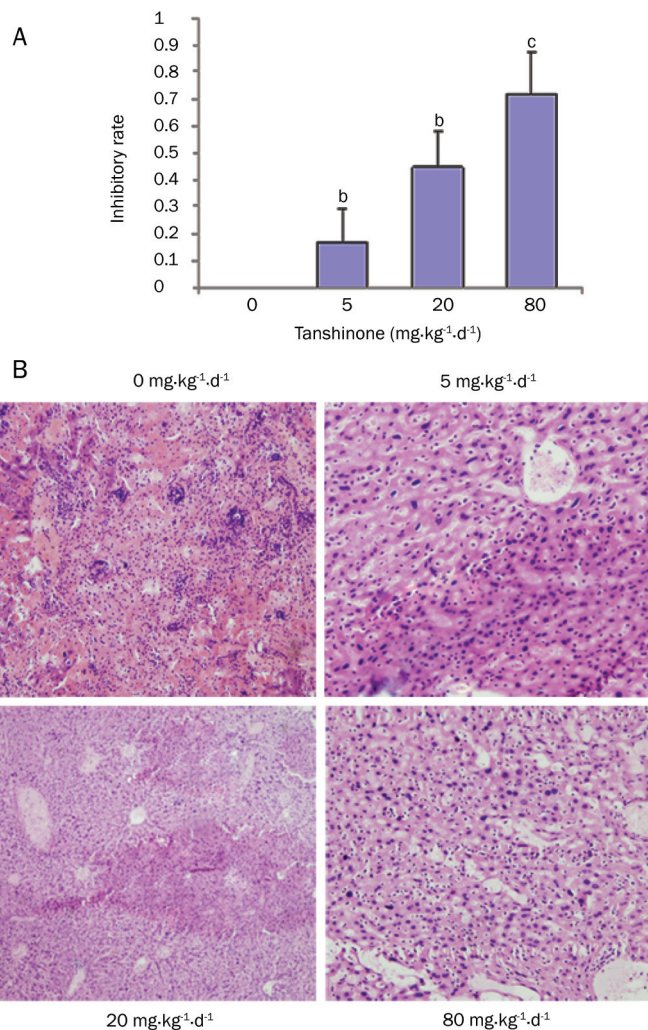 A
1
0.9
0.8
0.7
0.6
0.5
0.4
0.3
0.2
0.1
0
Inhibitory rate
b
b
c
0 5 20 80
Tanshinone (mg·kg⁻¹·d⁻¹)
B
0 mg·kg⁻¹·d⁻¹ 5 mg·kg⁻¹·d⁻¹
20 mg·kg⁻¹·d⁻¹ 80 mg·kg⁻¹·d⁻¹